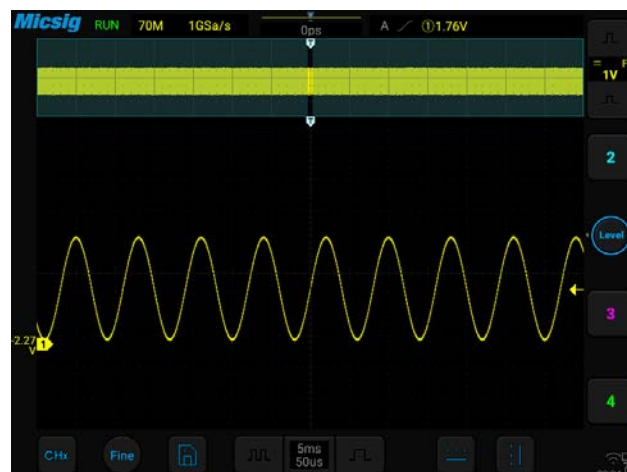 Micsig RUN 70M 1GSa/s 0ps A ①1.76V
T
F
1V
T
2
Level
-2.27
V
1
3
4
CHx Fine 5ms
50us